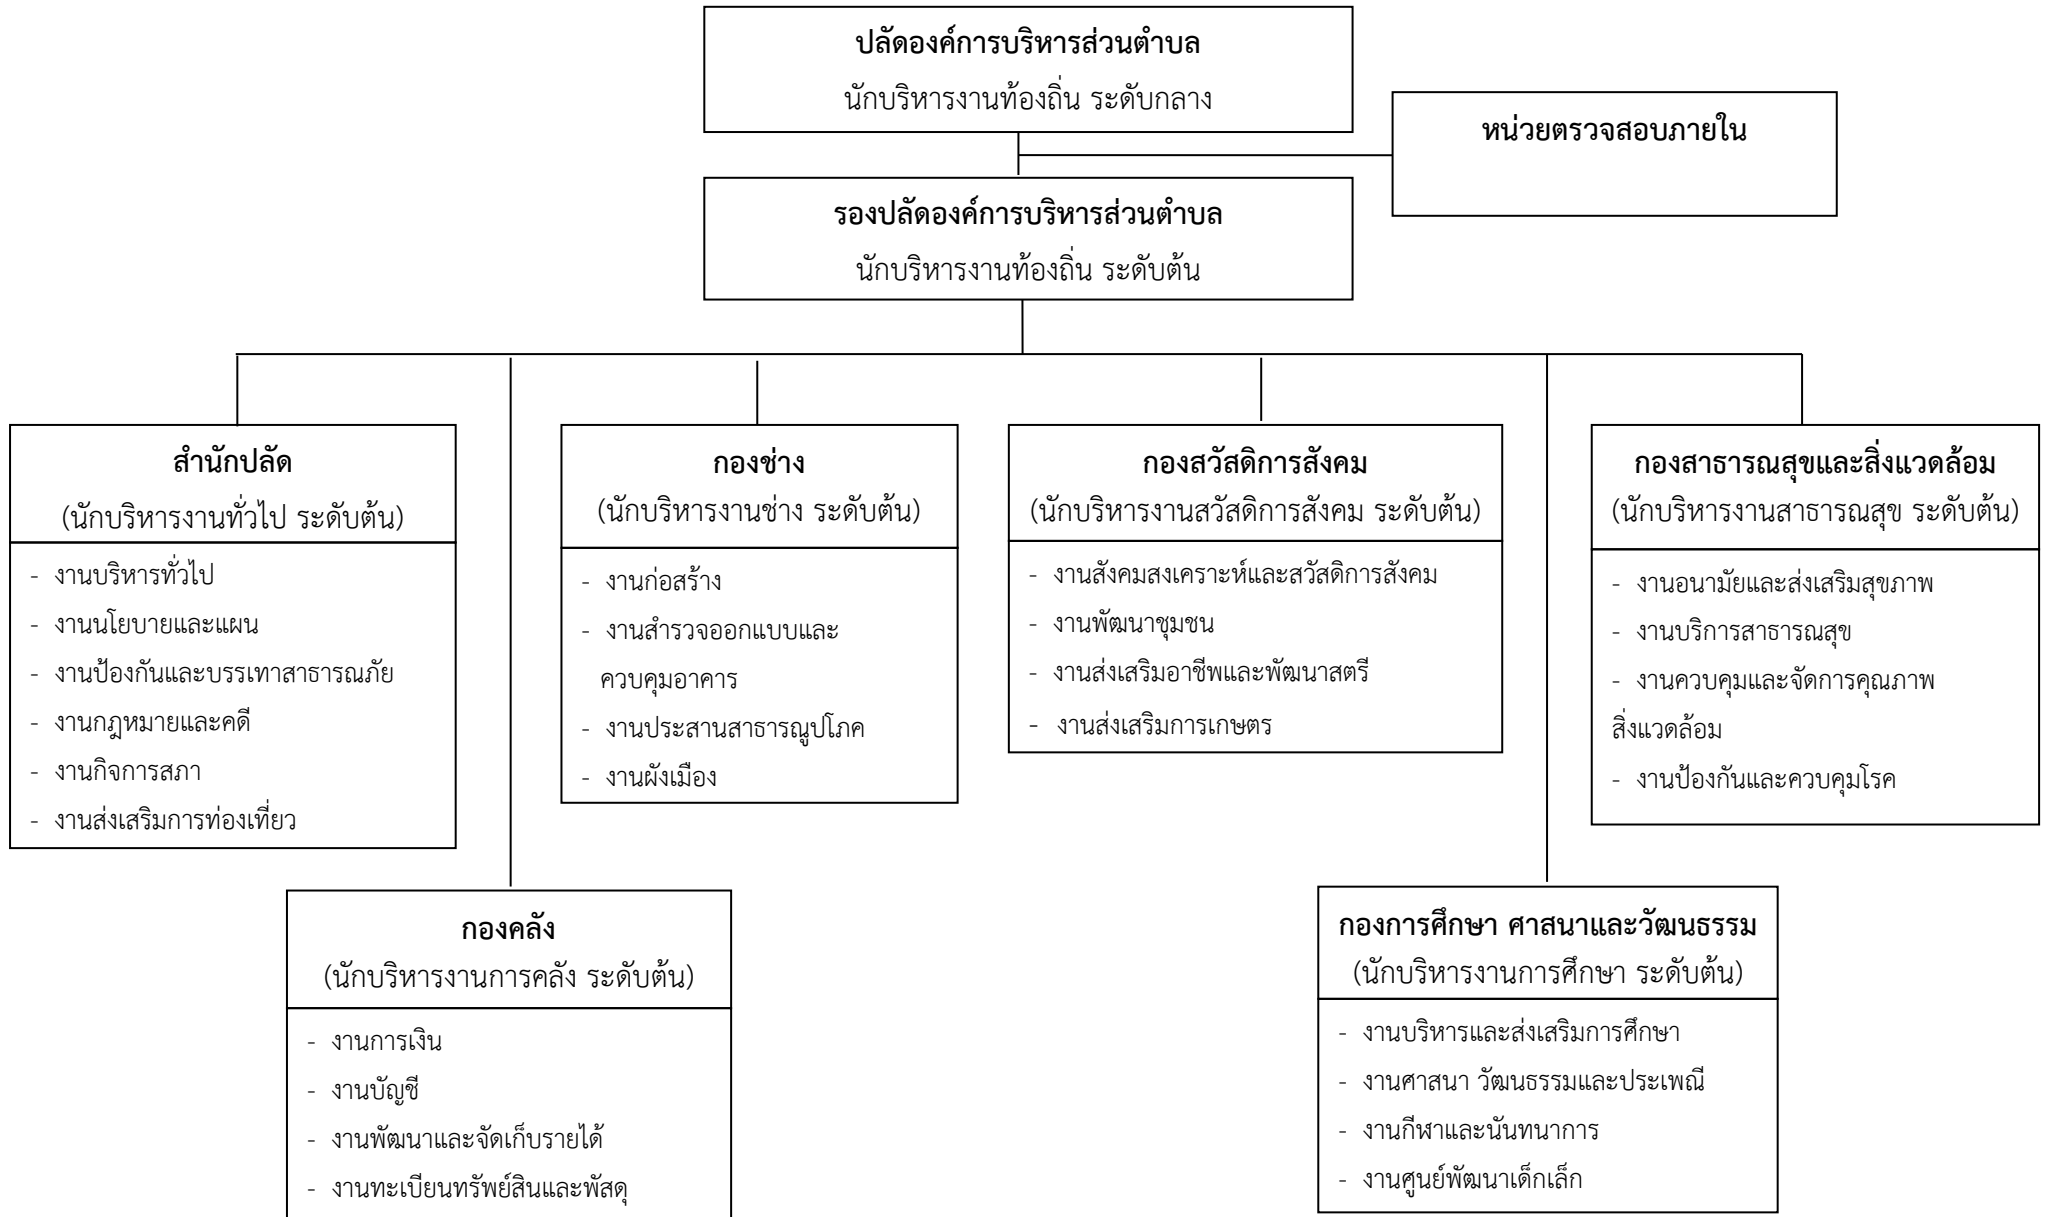 ปลัดองค์การบริหารส่วนตำบล
นักบริหารงานท้องถิ่น ระดับกลาง
หน่วยตรวจสอบภายใน
รองปลัดองค์การบริหารส่วนตำบล
นักบริหารงานท้องถิ่น ระดับต้น
สำนักปลัด
(นักบริหารงานทั่วไป ระดับต้น)
- งานบริหารทั่วไป
- งานนโยบายและแผน
- งานป้องกันและบรรเทาสาธารณภัย
- งานกฎหมายและคดี
- งานกิจการสภา
- งานส่งเสริมการท่องเที่ยว
กองช่าง
(นักบริหารงานช่าง ระดับต้น)
- งานก่อสร้าง
- งานสำรวจออกแบบและ
ควบคุมอาคาร
- งานประสานสาธารณูปโภค
- งานผังเมือง
กองสวัสดิการสังคม
(นักบริหารงานสวัสดิการสังคม ระดับต้น)
- งานสังคมสงเคราะห์และสวัสดิการสังคม
- งานพัฒนาชุมชน
- งานส่งเสริมอาชีพและพัฒนาสตรี
- งานส่งเสริมการเกษตร
กองสาธารณสุขและสิ่งแวดล้อม
(นักบริหารงานสาธารณสุข ระดับต้น)
- งานอนามัยและส่งเสริมสุขภาพ
- งานบริการสาธารณสุข
- งานควบคุมและจัดการคุณภาพ
สิ่งแวดล้อม
- งานป้องกันและควบคุมโรค
กองคลัง
(นักบริหารงานการคลัง ระดับต้น)
- งานการเงิน
- งานบัญชี
- งานพัฒนาและจัดเก็บรายได้
- งานทะเบียนทรัพย์สินและพัสดุ
กองการศึกษา ศาสนาและวัฒนธรรม
(นักบริหารงานการศึกษา ระดับต้น)
- งานบริหารและส่งเสริมการศึกษา
- งานศาสนา วัฒนธรรมและประเพณี
- งานกีฬาและนันทนาการ
- งานศูนย์พัฒนาเด็กเล็ก